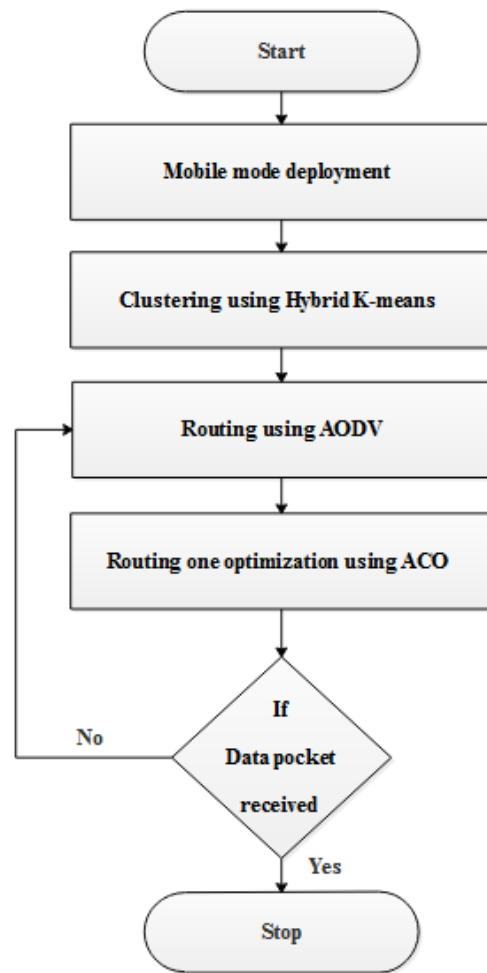 Start
Mobile mode deployment
Clustering using Hybrid K-means
Routing using AODV
Routing one optimization using ACO
If
Data pocket
received
No
Yes
Stop